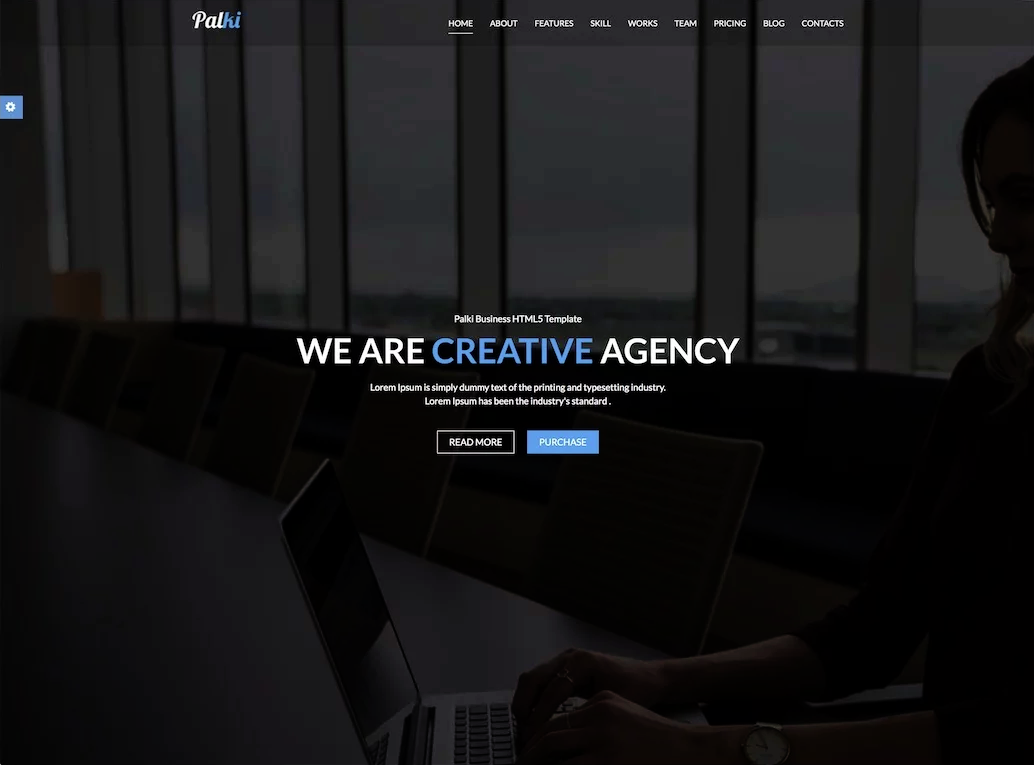 Palki
HOME ABOUT FEATURES SKILL WORKS TEAM PRICING BLOG CONTACTS
Palki Business HTML5 Template
WE ARE CREATIVE AGENCY
Lorem Ipsum is simply dummy text of the printing and typesetting industry.
Lorem Ipsum has been the industry's standard .
READ MORE PURCHASE